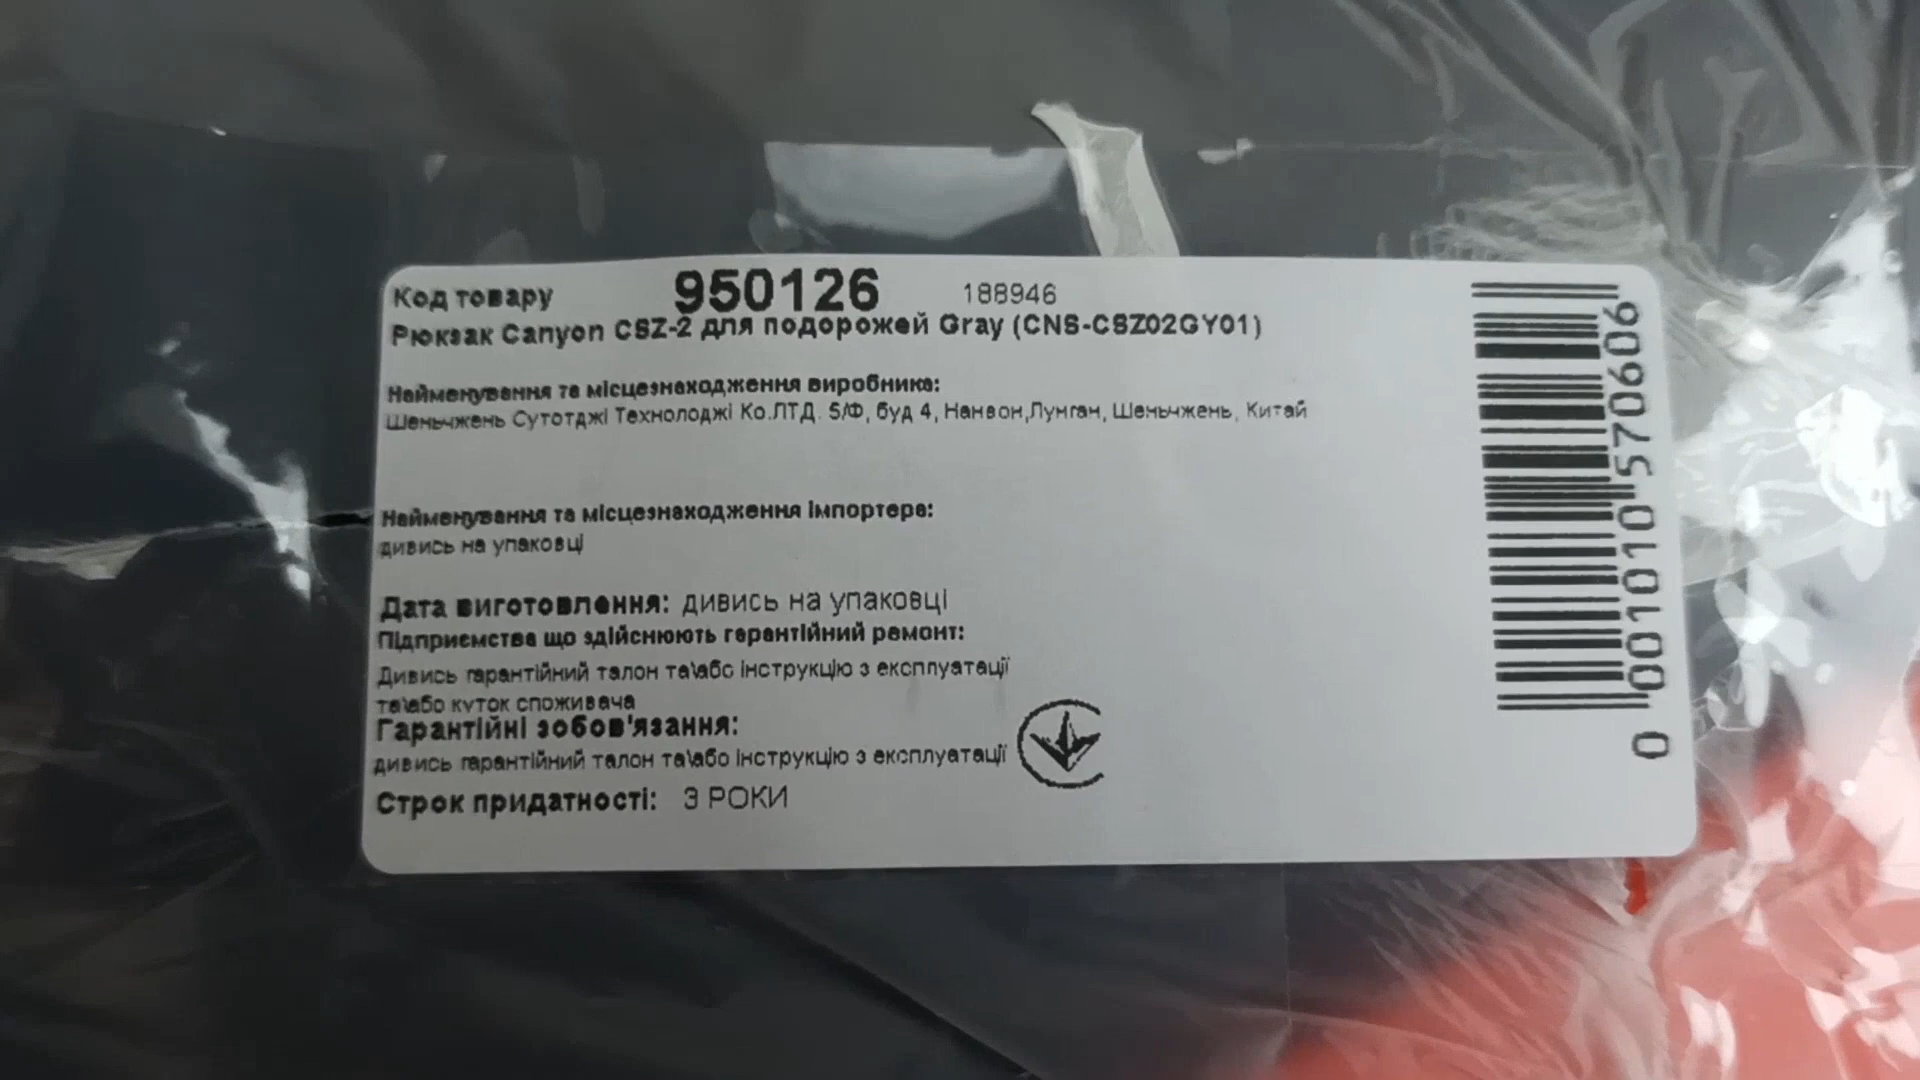 Код товару 950126 188946
Рюкзак Canyon CSZ-2 для подорожей Gray (CNS-CSZ02GY01)
Найменування та місцезнаходження виробника:
Шеньчжень Сутотджі Технолоджі Ко.ЛТД. 5/Ф, буд 4, Нанвон,Лунган, Шеньчжень, Китай
Найменування та місцезнаходження імпортера:
дивись на упаковці
Дата виготовлення: дивись на упаковці
Підприємства що здійснюють гарантійний ремонт:
Дивись гарантійний талон та\або інструкцію з експлуатації
та\або куток споживача
Гарантійні зобов'язання:
дивись гарантійний талон та\або інструкцію з експлуатації
Строк придатності: 3 РОКИ
0 001010 570606